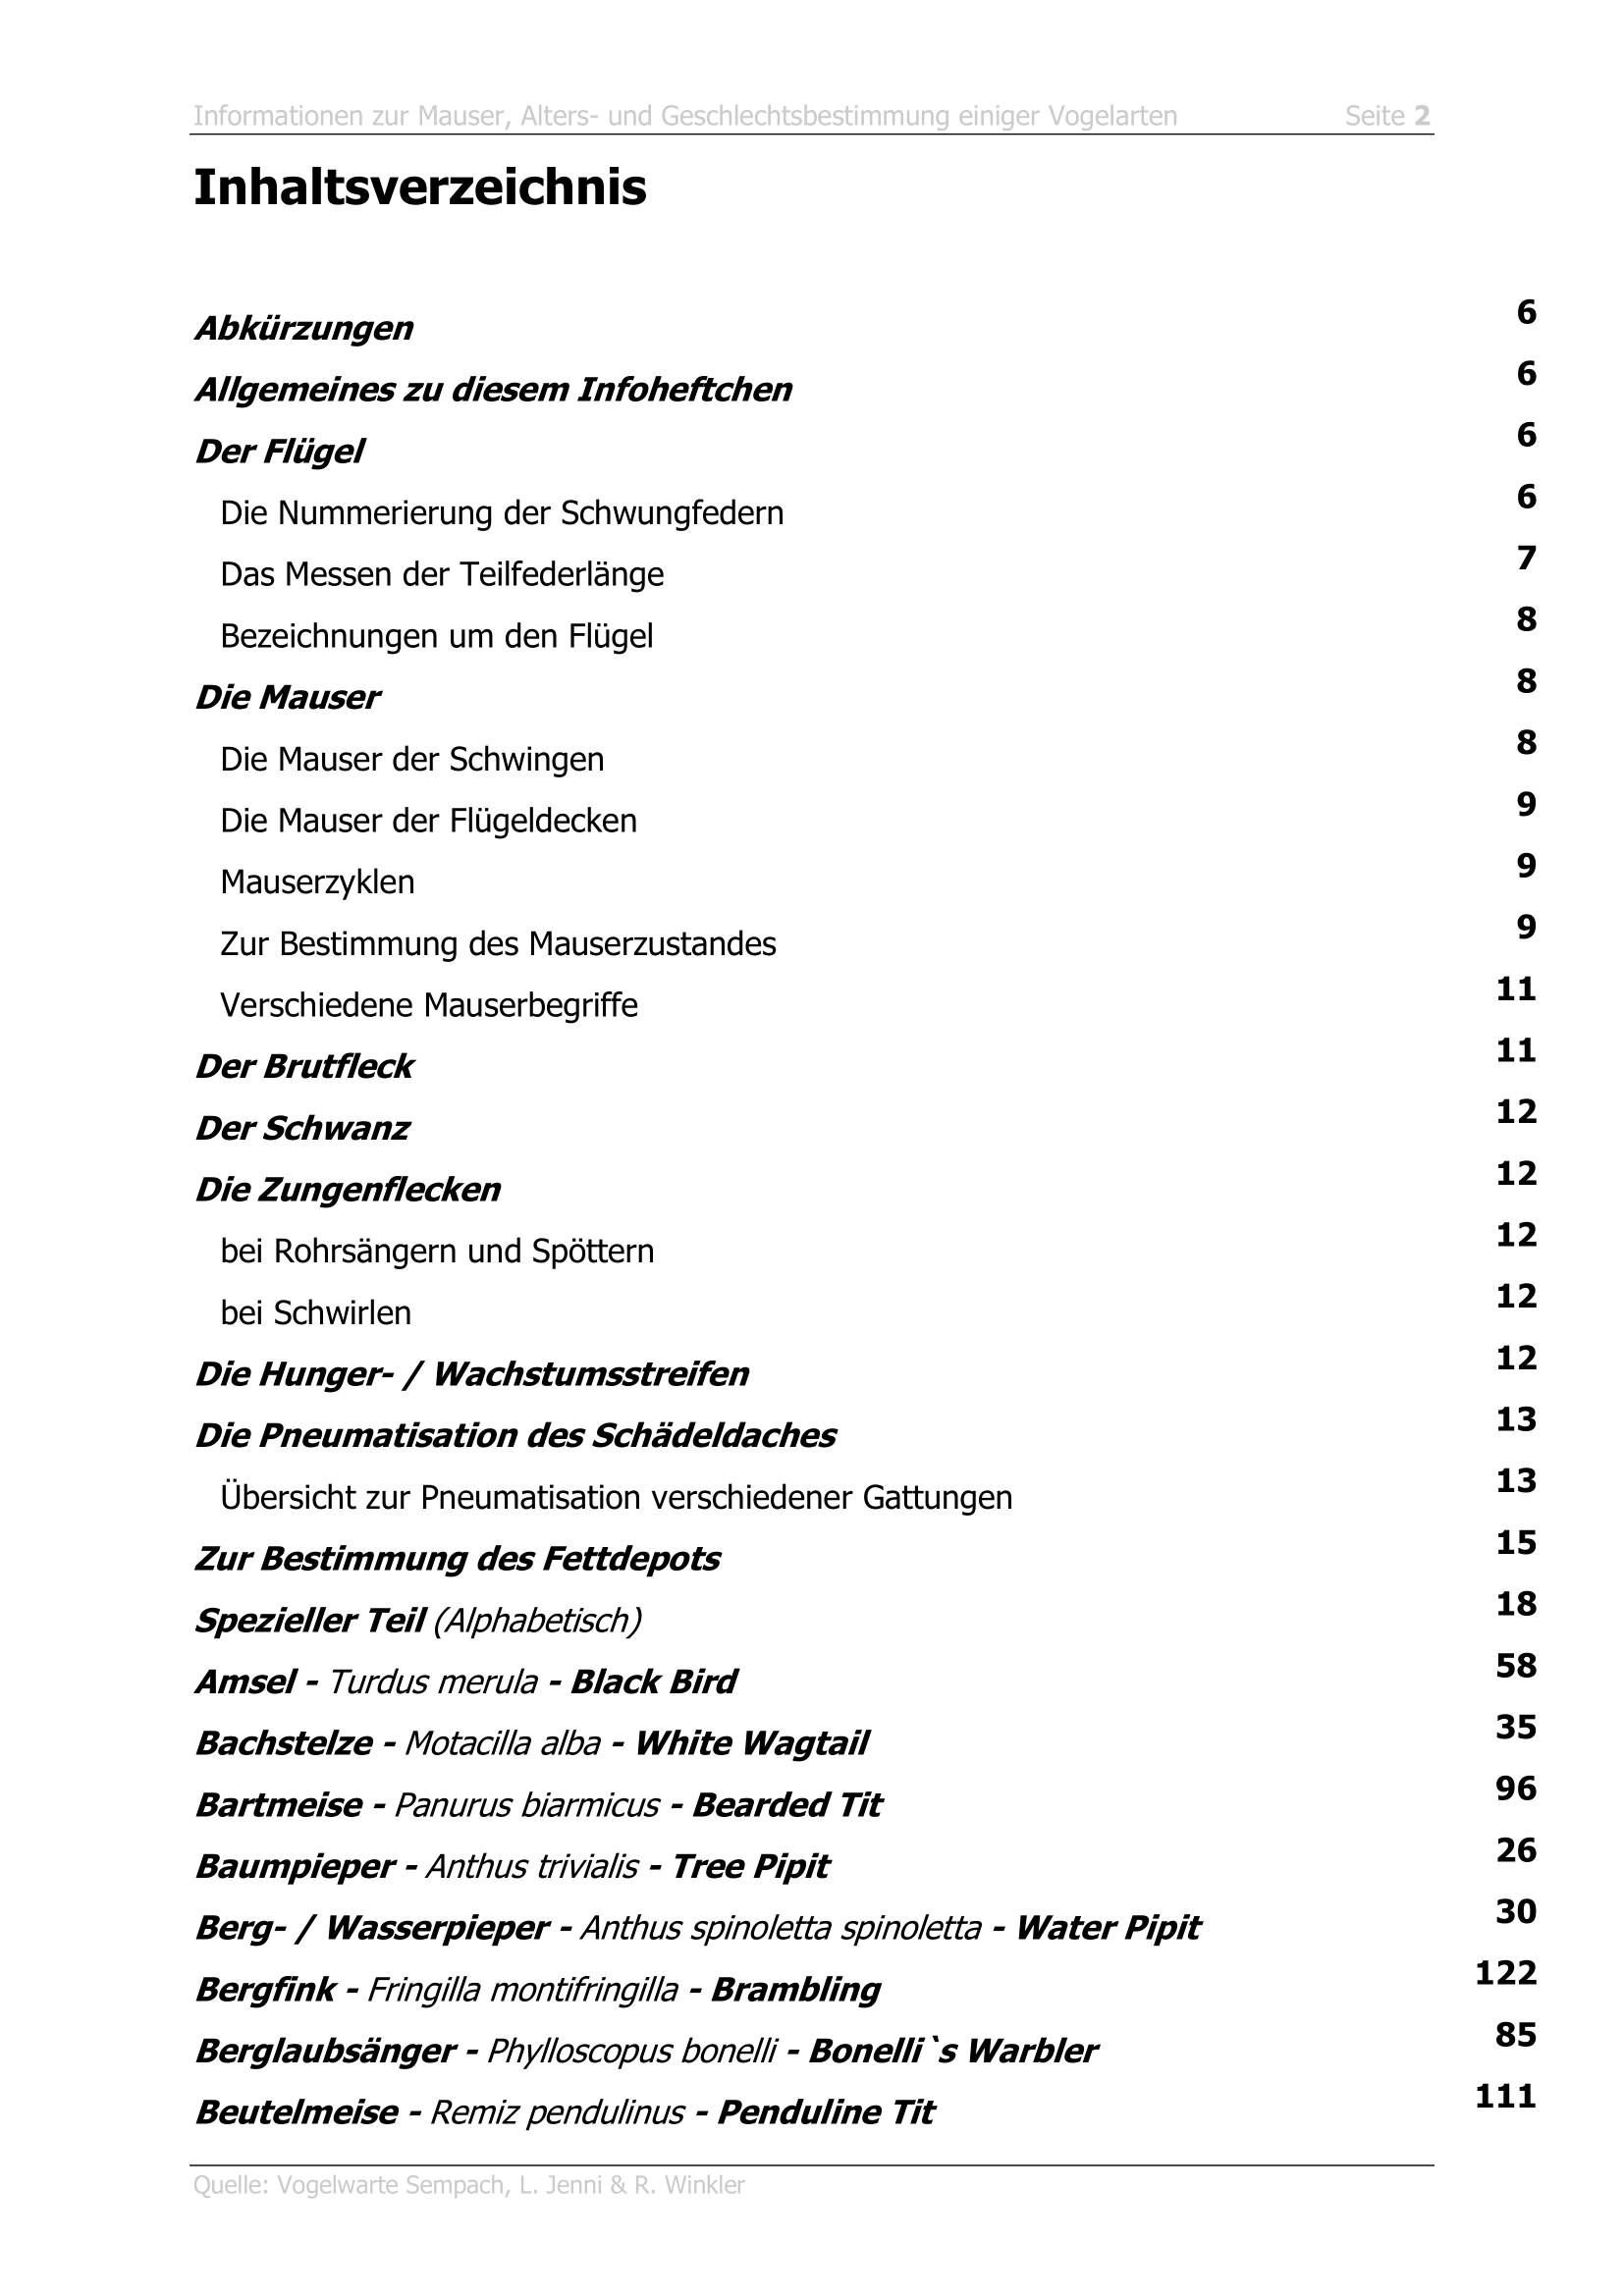 Informationen zur Mauser, Alters- und Geschlechtsbestimmung einiger Vogelarten Seite 2
Inhaltsverzeichnis
Abkürzungen 6
Allgemeines zu diesem Infoheftchen 6
Der Flügel 6
Die Nummerierung der Schwungfedern 6
Das Messen der Teilfederlänge 7
Bezeichnungen um den Flügel 8
Die Mauser 8
Die Mauser der Schwingen 8
Die Mauser der Flügeldecken 9
Mauserzyklen 9
Zur Bestimmung des Mauserzustandes 9
Verschiedene Mauserbegriffe 11
Der Brutfleck 11
Der Schwanz 12
Die Zungenflecken 12
bei Rohrsängern und Spöttern 12
bei Schwirlen 12
Die Hunger- / Wachstumsstreifen 12
Die Pneumatisation des Schädeldaches 13
Übersicht zur Pneumatisation verschiedener Gattungen 13
Zur Bestimmung des Fettdepots 15
Spezieller Teil (Alphabetisch) 18
Amsel - Turdus merula - Black Bird 58
Bachstelze - Motacilla alba - White Wagtail 35
Bartmeise - Panurus biarmicus - Bearded Tit 96
Baumpieper - Anthus trivialis - Tree Pipit 26
Berg- / Wasserpieper - Anthus spinoletta spinoletta - Water Pipit 30
Bergfink - Fringilla montifringilla - Brambling 122
Berglaubsänger - Phylloscopus bonelli - Bonelli`s Warbler 85
Beutelmeise - Remiz pendulinus - Penduline Tit 111
Quelle: Vogelwarte Sempach, L. Jenni & R. Winkler